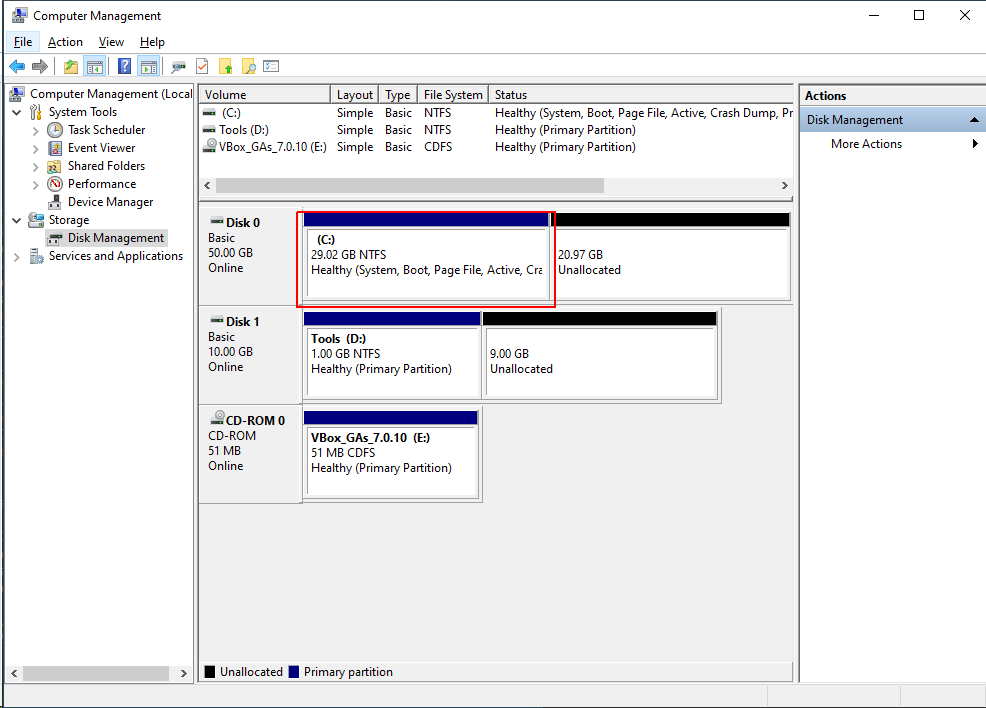 Computer Management
File Action View Help
Computer Management (Local
System Tools
Task Scheduler
Event Viewer
Shared Folders
Performance
Device Manager
Storage
Disk Management
Services and Applications
Volume Layout Type File System Status
(C:) Simple Basic NTFS Healthy (System, Boot, Page File, Active, Crash Dump, Pr
Tools (D:) Simple Basic NTFS Healthy (Primary Partition)
VBox_GAs_7.0.10 (E:) Simple Basic CDFS Healthy (Primary Partition)
Disk 0
Basic
50.00 GB
Online
(C:)
29.02 GB NTFS
Healthy (System, Boot, Page File, Active, Cra
20.97 GB
Unallocated
Disk 1
Basic
10.00 GB
Online
Tools (D:)
1.00 GB NTFS
Healthy (Primary Partition)
9.00 GB
Unallocated
CD-ROM 0
CD-ROM
51 MB
Online
VBox_GAs_7.0.10 (E:)
51 MB CDFS
Healthy (Primary Partition)
Unallocated Primary partition
Actions
Disk Management
More Actions